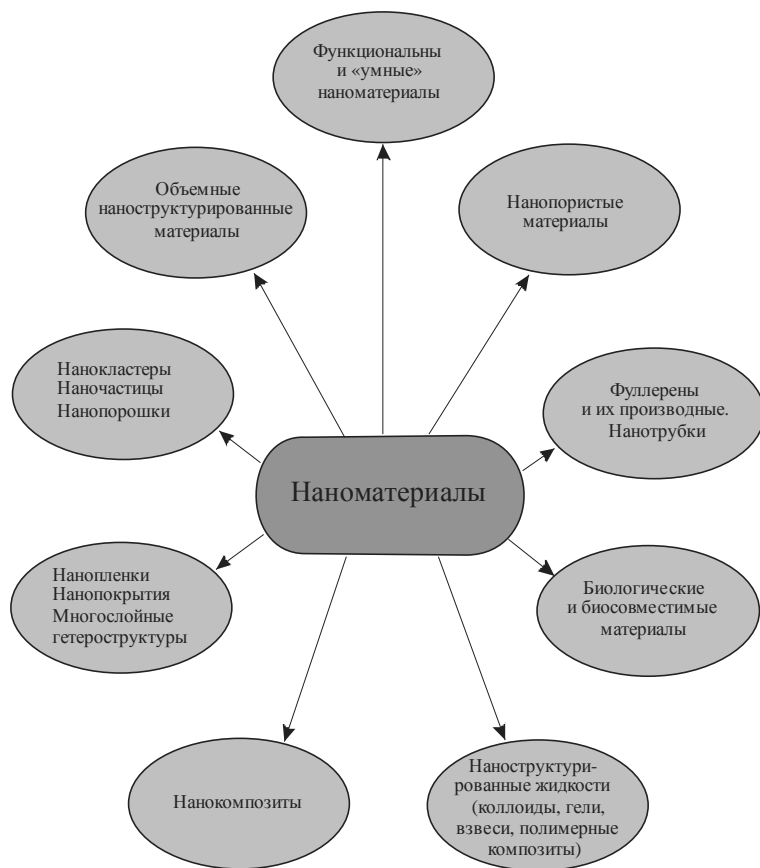 Функциональны
и «умные»
наноматериалы
Объемные
наноструктурированные
материалы
Нанопористые
материалы
Нанокластеры
Наночастицы
Нанопорошки
Фуллерены
и их производные.
Нанотрубки
Наноматериалы
Нанопленки
Нанопокрытия
Многослойные
гетероструктуры
Биологические
и биосовместимые
материалы
Нанокомпозиты
Наноструктури-
рованные жидкости
(коллоиды, гели,
взвеси, полимерные
композиты)